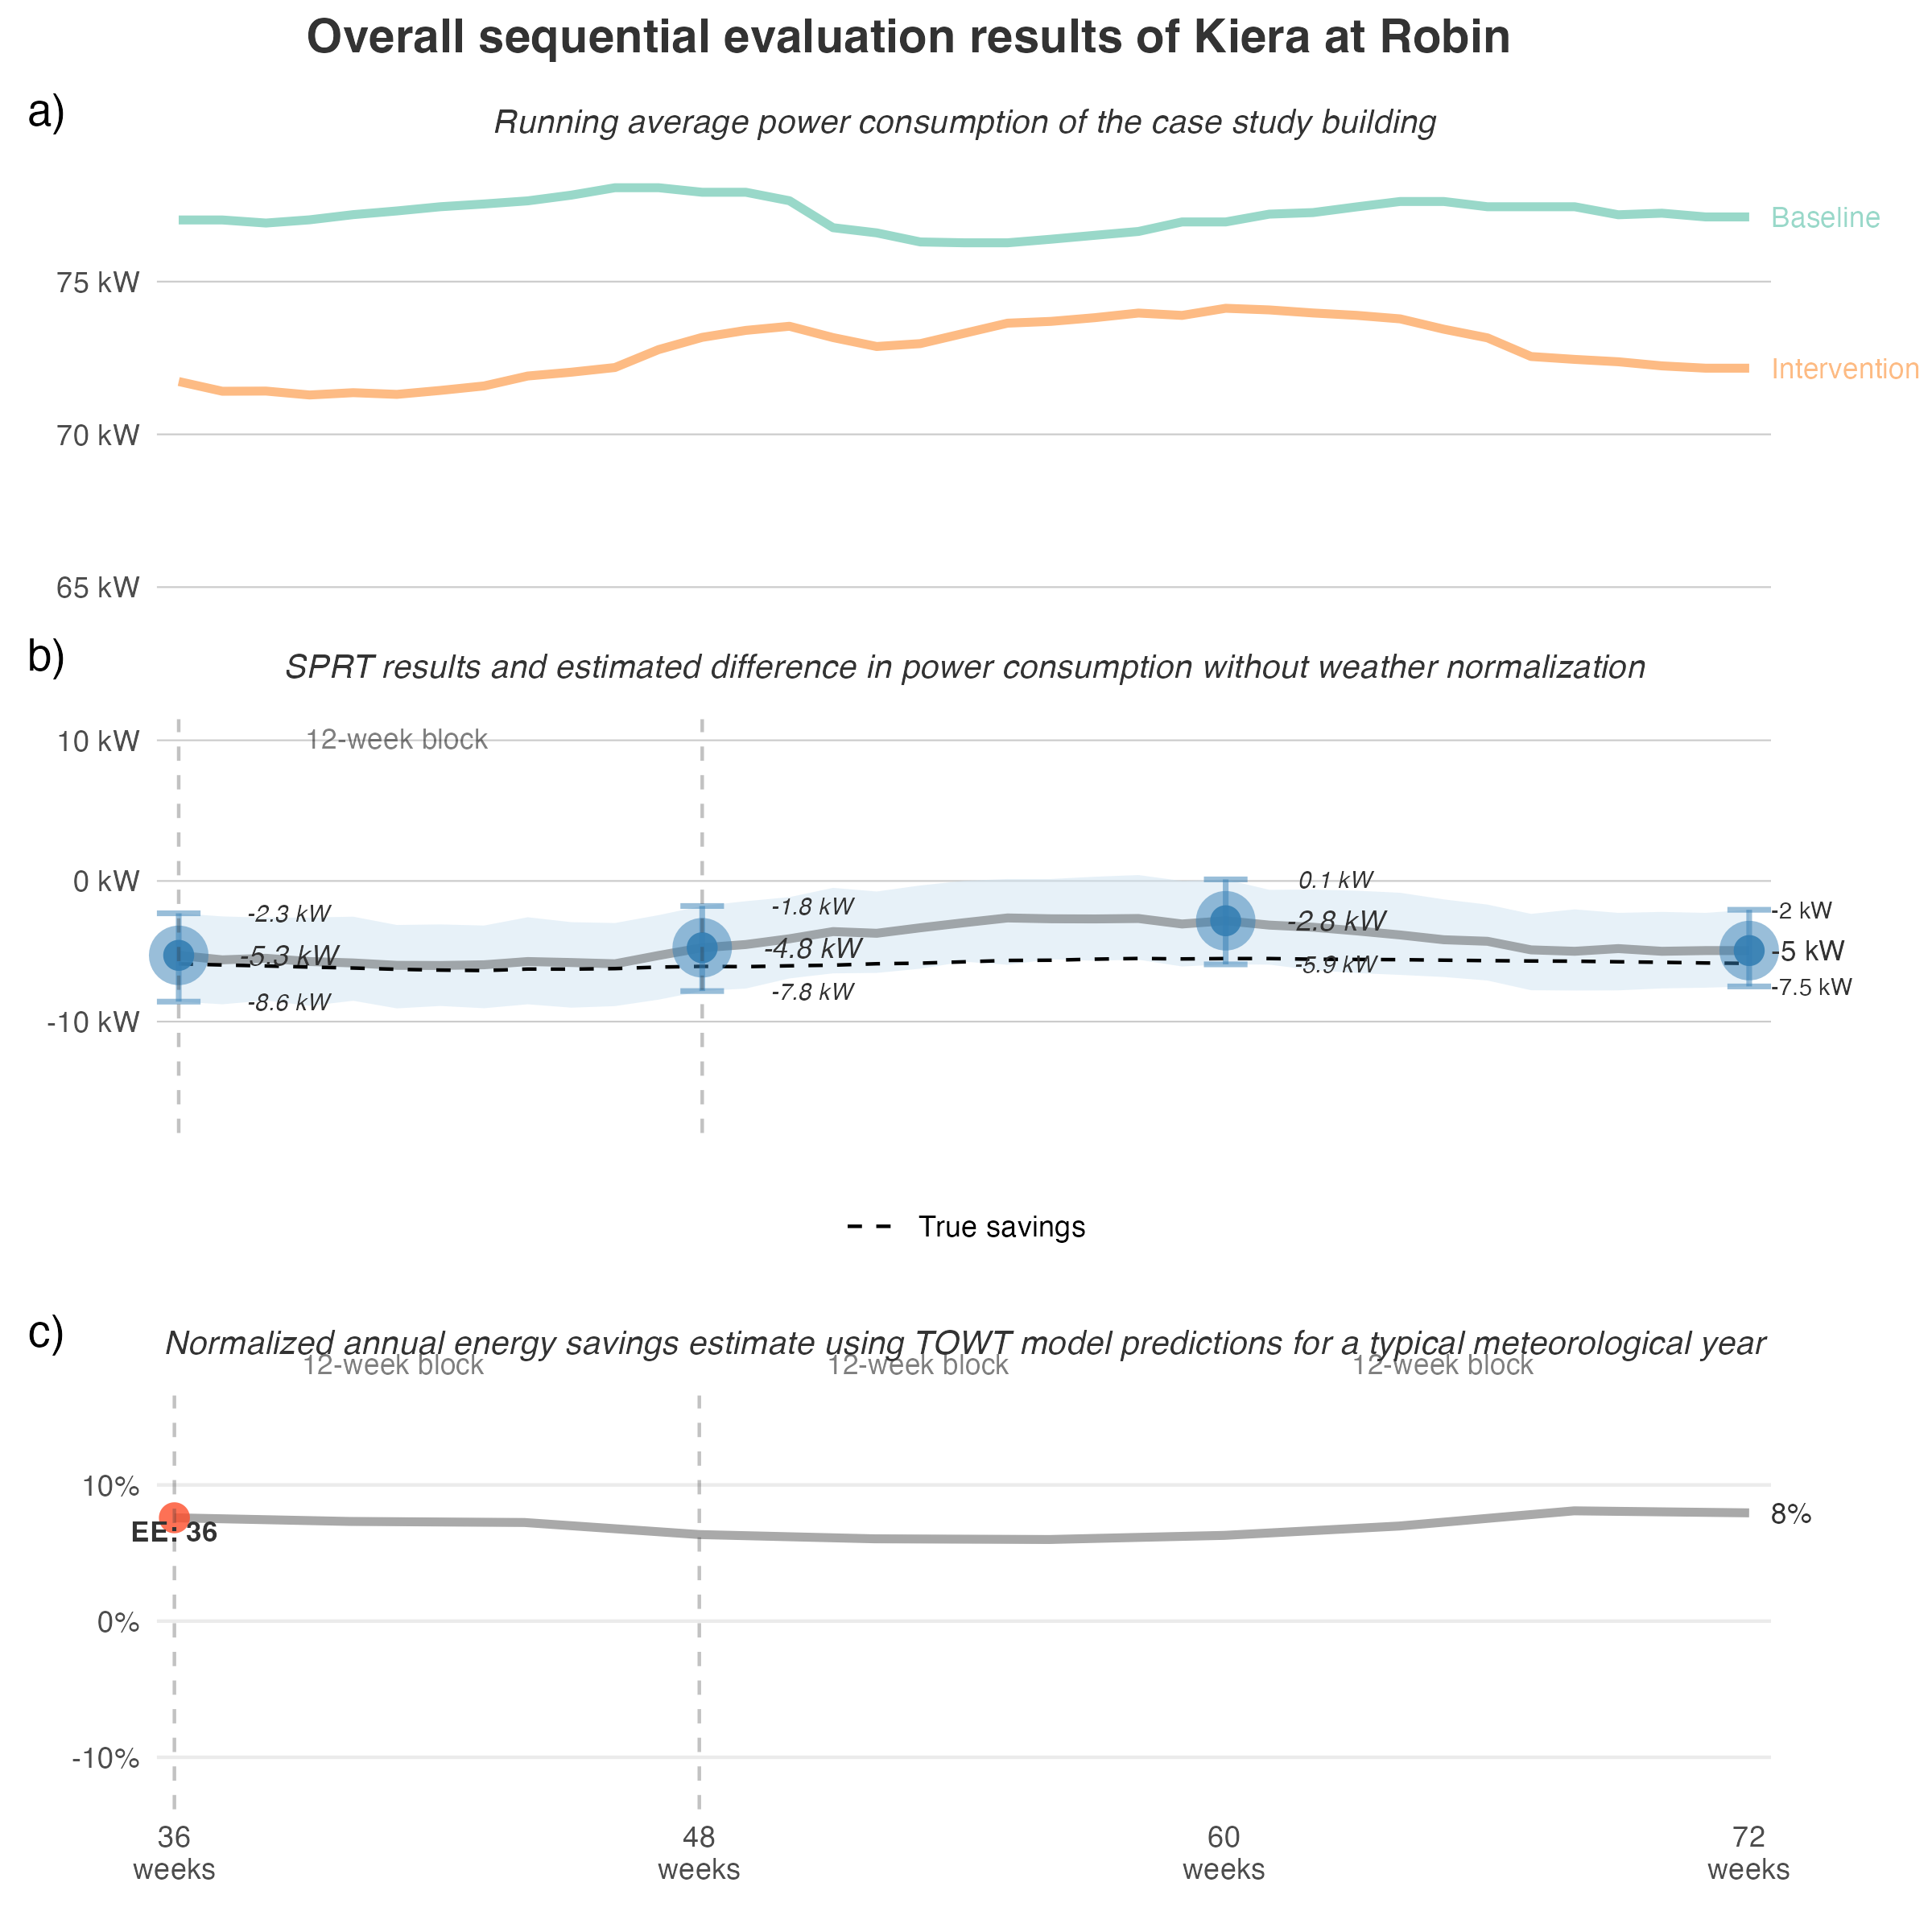 Overall sequential evaluation results of Kiera at Robin
a)
Running average power consumption of the case study building
Baseline
75 kW
Intervention
70 kW
65 kW
b)
SPRT results and estimated difference in power consumption without weather normalization
10 kW
12-week block
0 kW
-10 kW
-2.3 kW
-5.3 kW
-8.6 kW
-1.8 kW
-4.8 kW
-7.8 kW
0.1 kW
-2.8 kW
-5.9 kW
-2 kW
-5 kW
-7.5 kW
True savings
c)
Normalized annual energy savings estimate using TOWT model predictions for a typical meteorological year
12-week block
12-week block
12-week block
10%
EE: 36
8%
0%
-10%
36
weeks
48
weeks
60
weeks
72
weeks